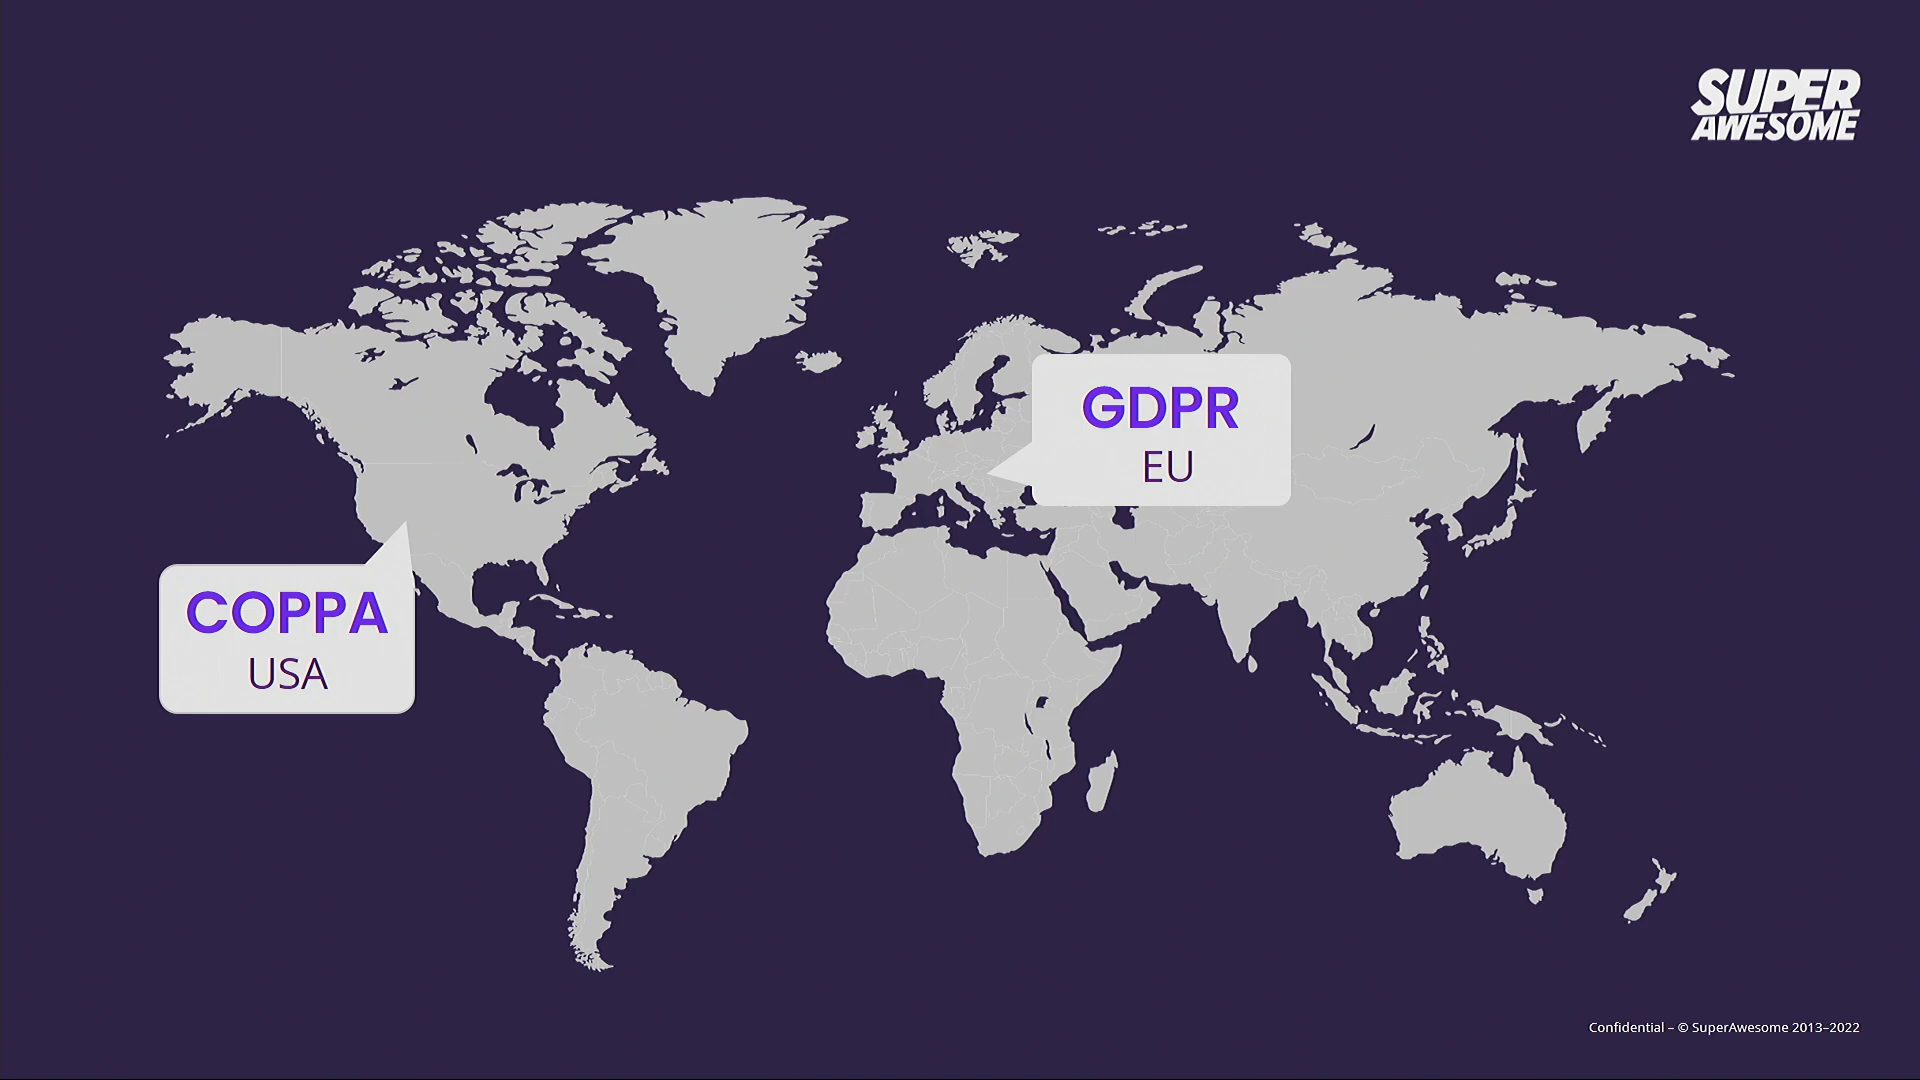 SUPER
AWESOME
GDPR
EU
COPPA
USA
Confidential – © SuperAwesome 2013–2022